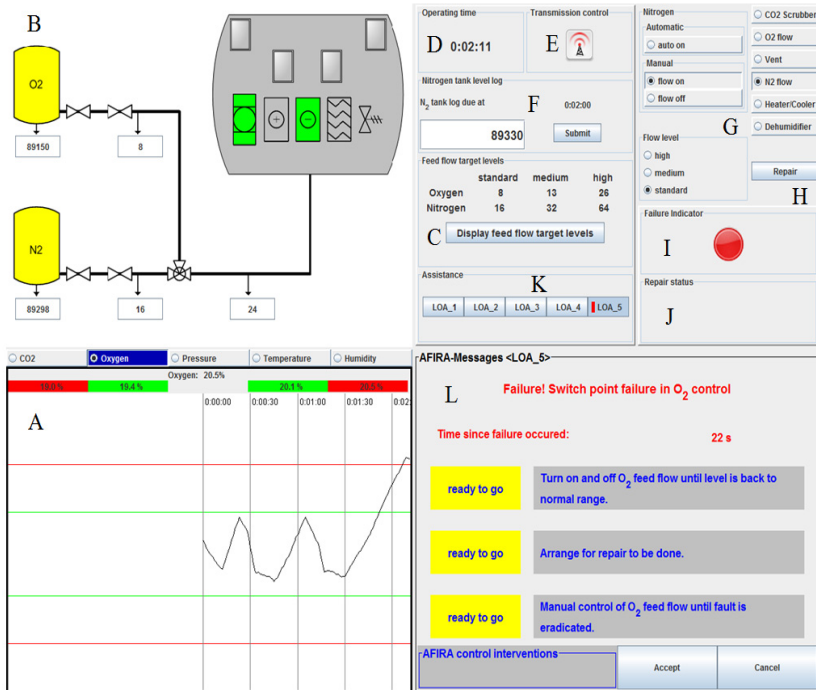 B
O2
89150
8
N2
89298
16
24
Operating time
D 0:02:11
Transmission control
E
Nitrogen tank level log
N2 tank log due at
F 0:02:00
89330
Submit
Feed flow target levels
standard medium high
Oxygen 8 13 26
Nitrogen 16 32 64
C Display feed flow target levels
Assistance
K
LOA_1 LOA_2 LOA_3 LOA_4 LOA_5
Nitrogen
Automatic
auto on
Manual
flow on
flow off
G
Flow level
high
medium
standard
CO2 Scrubber
O2 flow
Vent
N2 flow
Heater/Cooler
Dehumidifier
Repair
H
Failure Indicator
I
Repair status
J
CO2 Oxygen Pressure Temperature Humidity
Oxygen: 20.5%
19.0 % 19.4 % 20.1 % 20.5 %
0:00:00 0:00:30 0:01:00 0:01:30 0:02:
A
AFIRA-Messages <LOA_5>
L
Failure! Switch point failure in O2 control
Time since failure occured: 22 s
ready to go
Turn on and off O2 feed flow until level is back to
normal range.
ready to go
Arrange for repair to be done.
ready to go
Manual control of O2 feed flow until fault is
eradicated.
AFIRA control interventions
Accept
Cancel